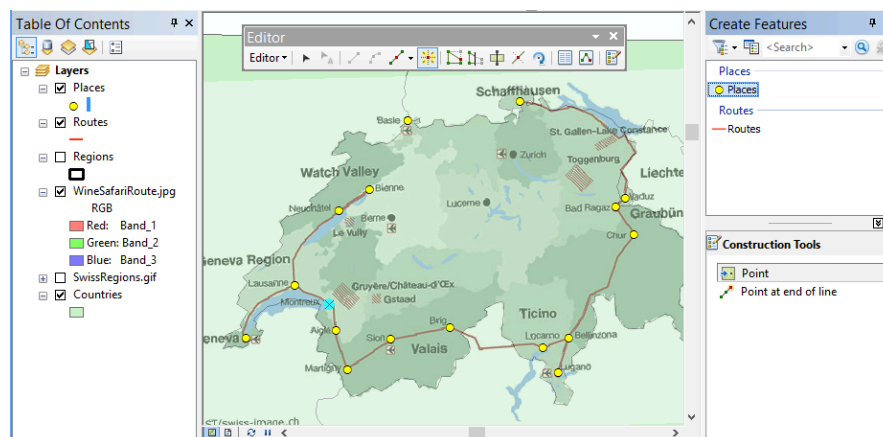 Table Of Contents
Layers
Places
Routes
Regions
WineSafariRoute.jpg
RGB
Red: Band_1
Green: Band_2
Blue: Band_3
SwissRegions.gif
Countries
Editor
Editor
Schaffhausen
Basle
St. Gallen-Lake Constance
Zurich
Toggenburg
Watch Valley
Liechte
Bienne
Vaduz
Lucerne
Neuchâtel
Bad Ragaz
Graubün
Berne
Le Vully
Chur
Geneva Region
Lausanne
Gruyère/Château-d'Œx
Montreux
Gstaad
Ticino
Brig
Aigle
Sion
Locarno
Bellinzona
Geneva
Valais
Martigny
Lugano
ST/swiss-image.ch
Create Features
<Search>
Places
Places
Routes
Routes
Construction Tools
Point
Point at end of line